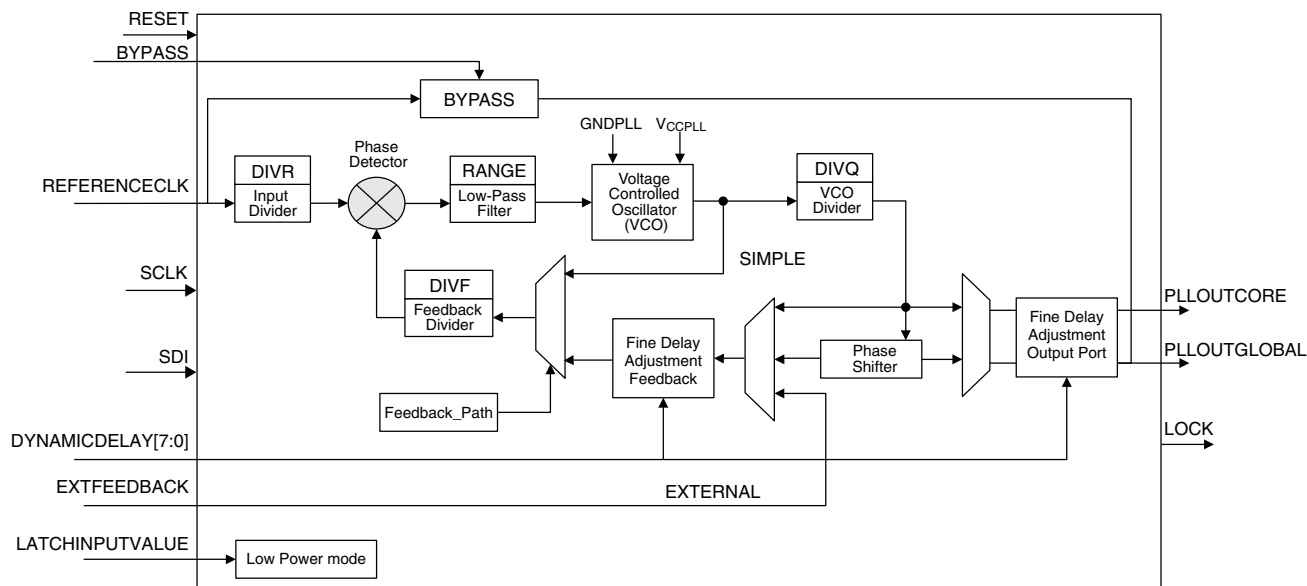 RESET
BYPASS
BYPASS
GNDPLL
VCCPLL
Phase
Detector
DIVR
Input
Divider
RANGE
Low-Pass
Filter
Voltage
Controlled
Oscillator
(VCO)
DIVQ
VCO
Divider
REFERENCECLK
SIMPLE
SCLK
DIVF
Feedback
Divider
Fine Delay
Adjustment
Feedback
Phase
Shifter
Fine Delay
Adjustment
Output Port
PLLOUTCORE
PLLOUTGLOBAL
SDI
Feedback_Path
DYNAMICDELAY[7:0]
LOCK
EXTFEEDBACK
EXTERNAL
LATCHINPUTVALUE
Low Power mode